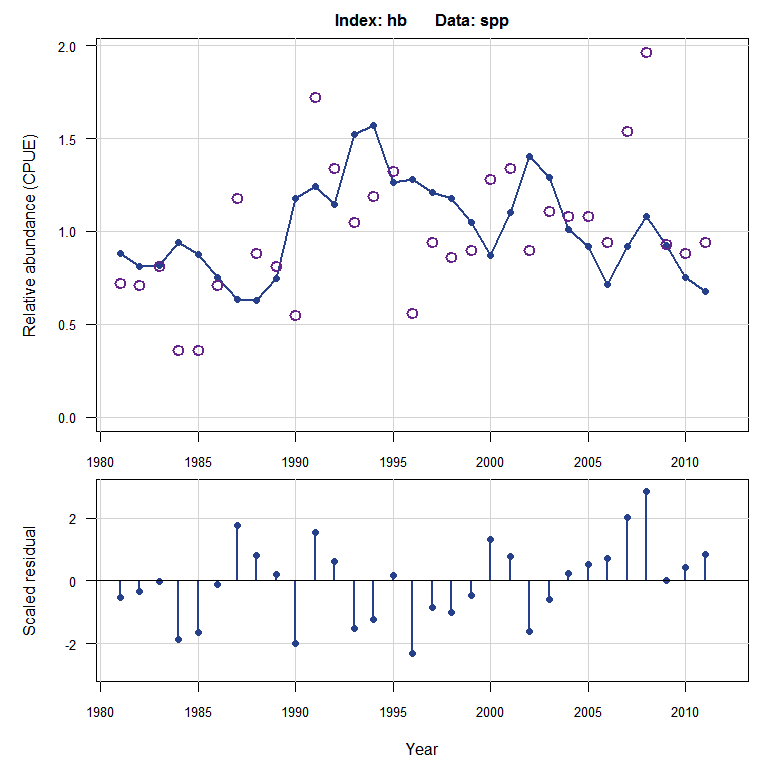 Index: hb Data: spp
Relative abundance (CPUE)
2.0
1.5
1.0
0.5
0.0
1980 1985 1990 1995 2000 2005 2010
Scaled residual
2
0
-2
1980 1985 1990 1995 2000 2005 2010
Year